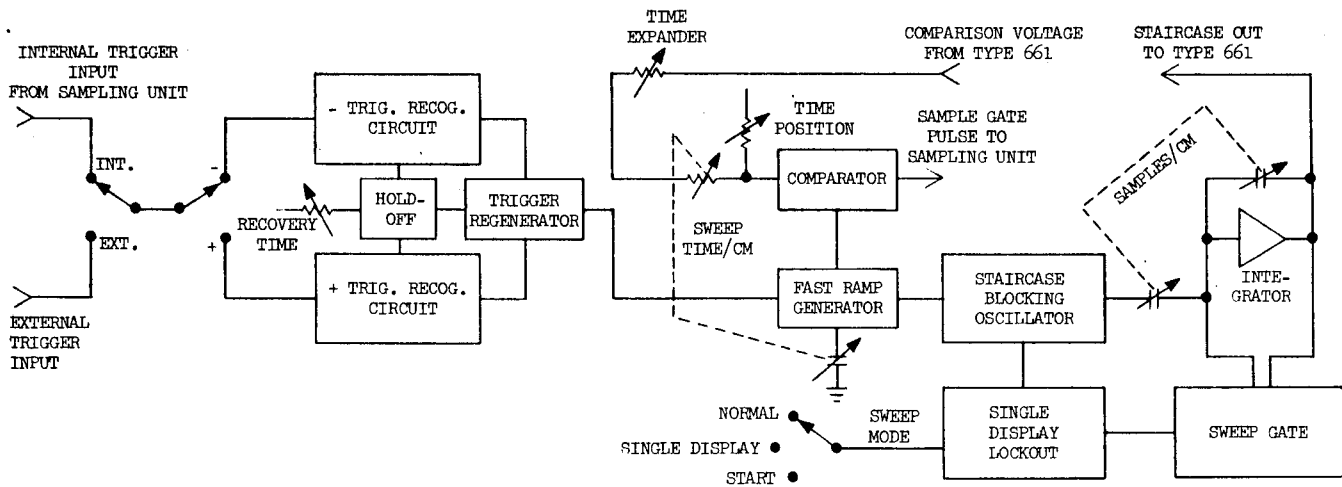 INTERNAL TRIGGER
INPUT
FROM SAMPLING UNIT
INT.
EXT.
EXTERNAL
TRIGGER
INPUT
-
+
RECOVERY
TIME
- TRIG. RECOG.
CIRCUIT
HOLD-
OFF
+ TRIG. RECOG.
CIRCUIT
TRIGGER
REGENERATOR
TIME
EXPANDER
TIME
POSITION
SWEEP
TIME/CM
COMPARISON VOLTAGE
FROM TYPE 661
SAMPLE GATE
PULSE TO
SAMPLING UNIT
COMPARATOR
FAST RAMP
GENERATOR
STAIRCASE
BLOCKING
OSCILLATOR
STAIRCASE OUT
TO TYPE 661
SAMPLES/CM
INTE-
GRATOR
NORMAL
SINGLE DISPLAY
START
SWEEP
MODE
SINGLE
DISPLAY
LOCKOUT
SWEEP GATE